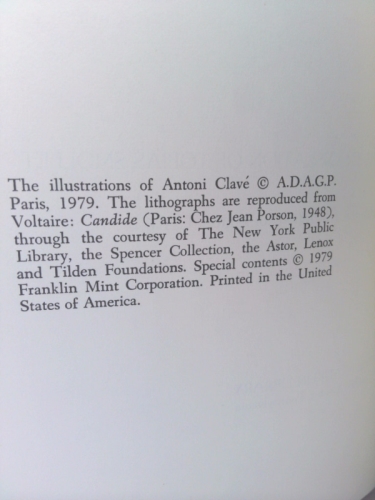 The illustrations of Antoni Clavé © A.D.A.G.P.
Paris, 1979. The lithographs are reproduced from
Voltaire: Candide (Paris: Chez Jean Porson, 1948),
through the courtesy of The New York Public
Library, the Spencer Collection, the Astor, Lenox
and Tilden Foundations. Special contents © 1979
Franklin Mint Corporation. Printed in the United
States of America.